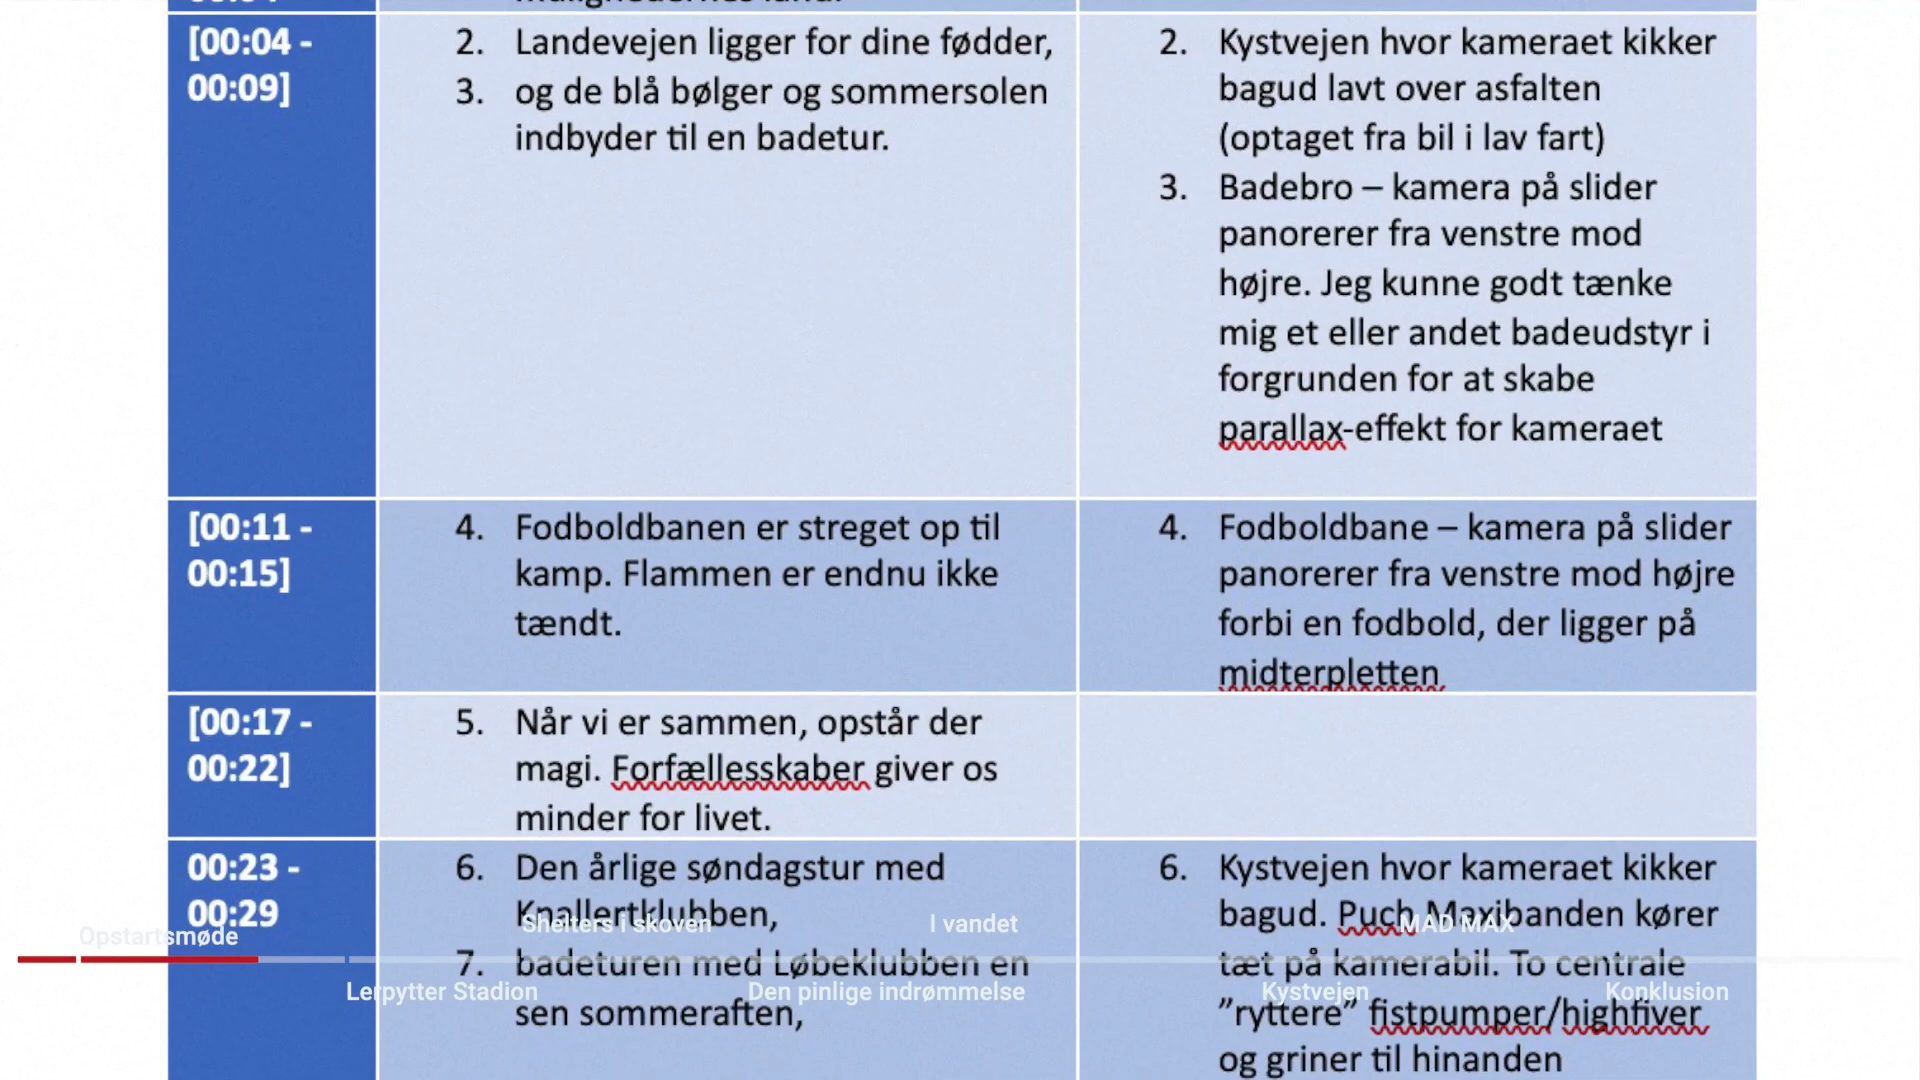 [00:04 -
00:09]
2. Landevejen ligger for dine fødder,
3. og de blå bølger og sommersolen
indbyder til en badetur.
2. Kystvejen hvor kameraet kikker
bagud lavt over asfalten
(optaget fra bil i lav fart)
3. Badebro – kamera på slider
panorerer fra venstre mod
højre. Jeg kunne godt tænke
mig et eller andet badeudstyr i
forgrunden for at skabe
parallax-effekt for kameraet
[00:11 -
00:15]
4. Fodboldbanen er streget op til
kamp. Flammen er endnu ikke
tændt.
4. Fodboldbane – kamera på slider
panorerer fra venstre mod højre
forbi en fodbold, der ligger på
midterpletten
[00:17 -
00:22]
5. Når vi er sammen, opstår der
magi. Forfællesskaber giver os
minder for livet.
00:23 -
00:29
6. Den årlige søndagstur med
Knallertklubben,
7. badeturen med Løbeklubben en
sen sommeraften,
6. Kystvejen hvor kameraet kikker
bagud. Puch Maxibanden kører
tæt på kamerabil. To centrale
”ryttere” fistpumper/highfiver
og griner til hinanden
Opstartsmøde
Shelters i skoven
I vandet
MAD MAX
Lerpytter Stadion
Den pinlige indrømmelse
Kystvejen
Konklusion